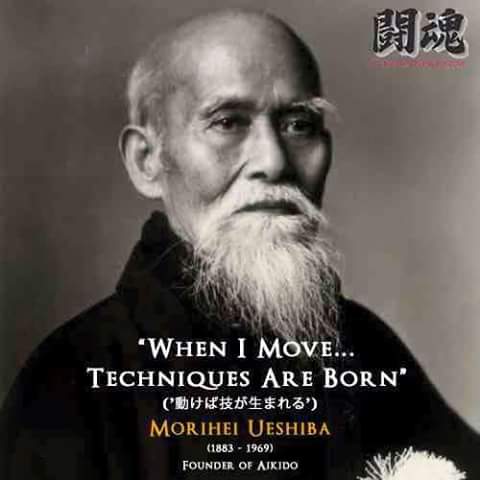 闘魂
"When I Move...
Techniques Are Born"
('動けば技が生まれる')
Morihei Ueshiba
(1883 - 1969)
Founder of Aikido